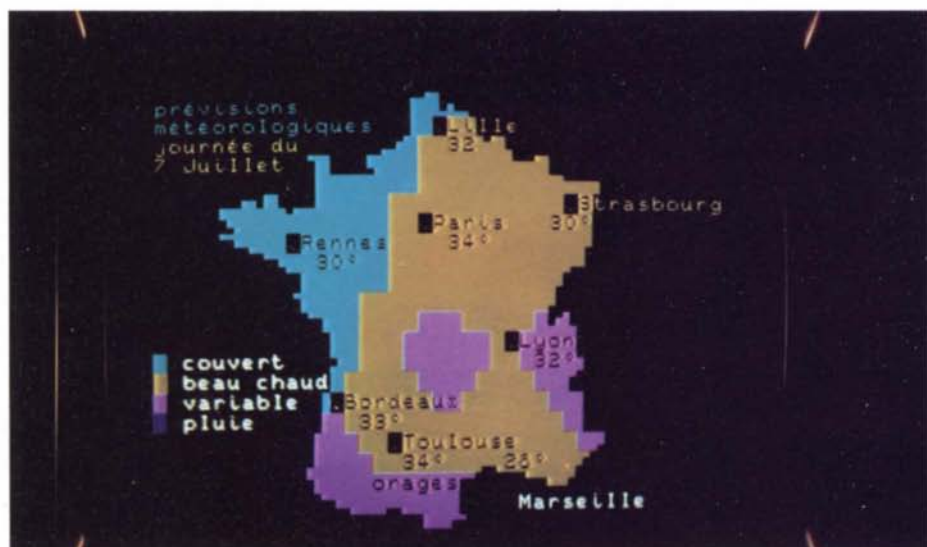 prévisions
météorologiques
journée du
7 Juillet
Lille
32
Strasbourg
30°
Paris
34°
Rennes
30°
Lyon
32°
couvert
beau chaud
variable
pluie
Bordeaux
33°
Toulouse
34°
28°
orages
Marseille